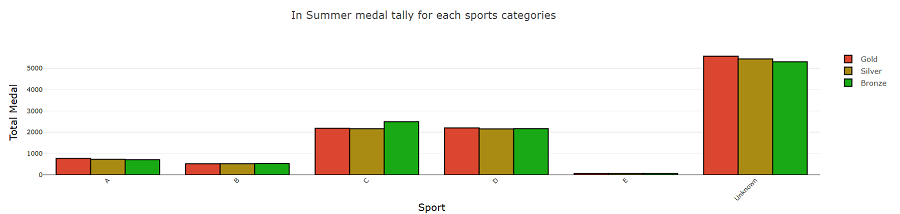 In Summer medal tally for each sports categories
Gold
Silver
Bronze
Total Medal
5000
4000
3000
2000
1000
0
A
B
C
D
E
Unknown
Sport